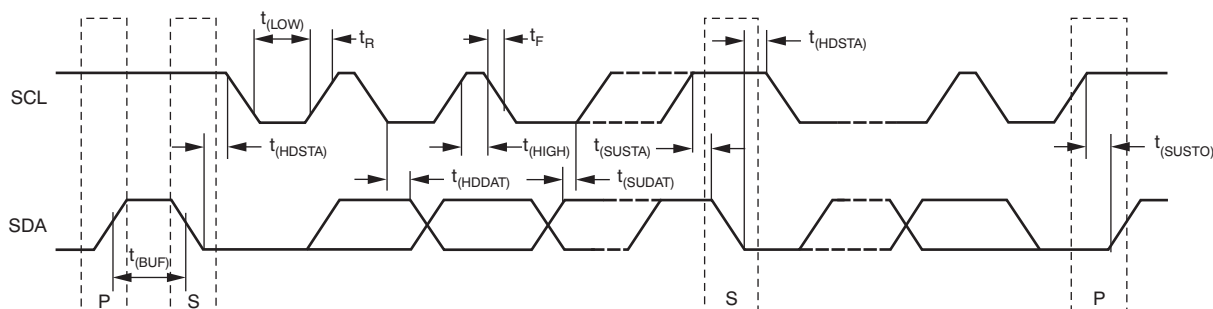 t(LOW)
tR
tF
t(HDSTA)
SCL
t(HDSTA)
t(HIGH)
t(SUSTA)
t(SUSTO)
t(HDDAT)
t(SUDAT)
SDA
t(BUF)
P
S
S
P